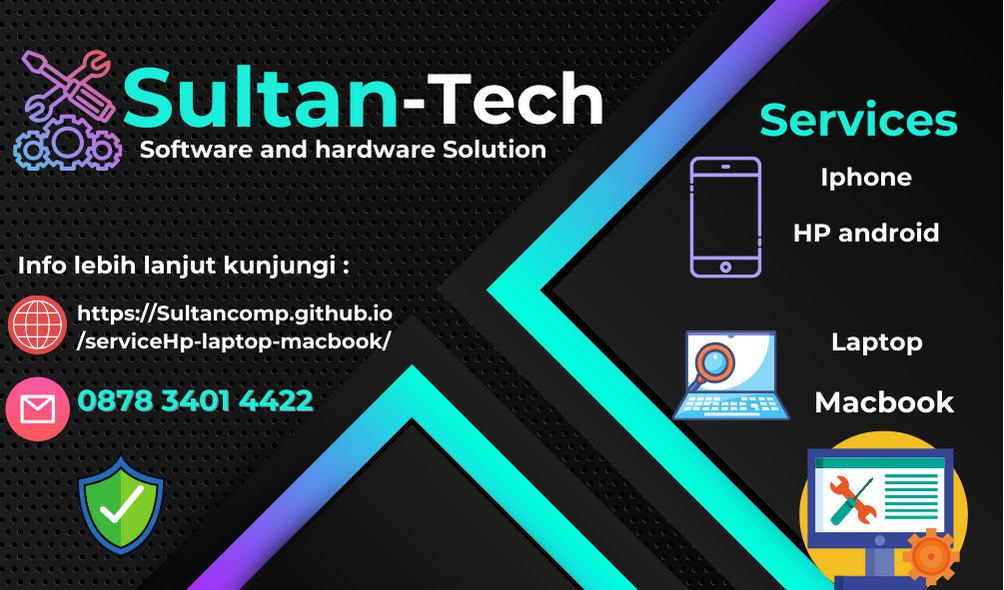 Sultan-Tech
Software and hardware Solution
Info lebih lanjut kunjungi :
https://Sultancomp.github.io
/serviceHp-laptop-macbook/
0878 3401 4422
Services
Iphone
HP android
Laptop
Macbook